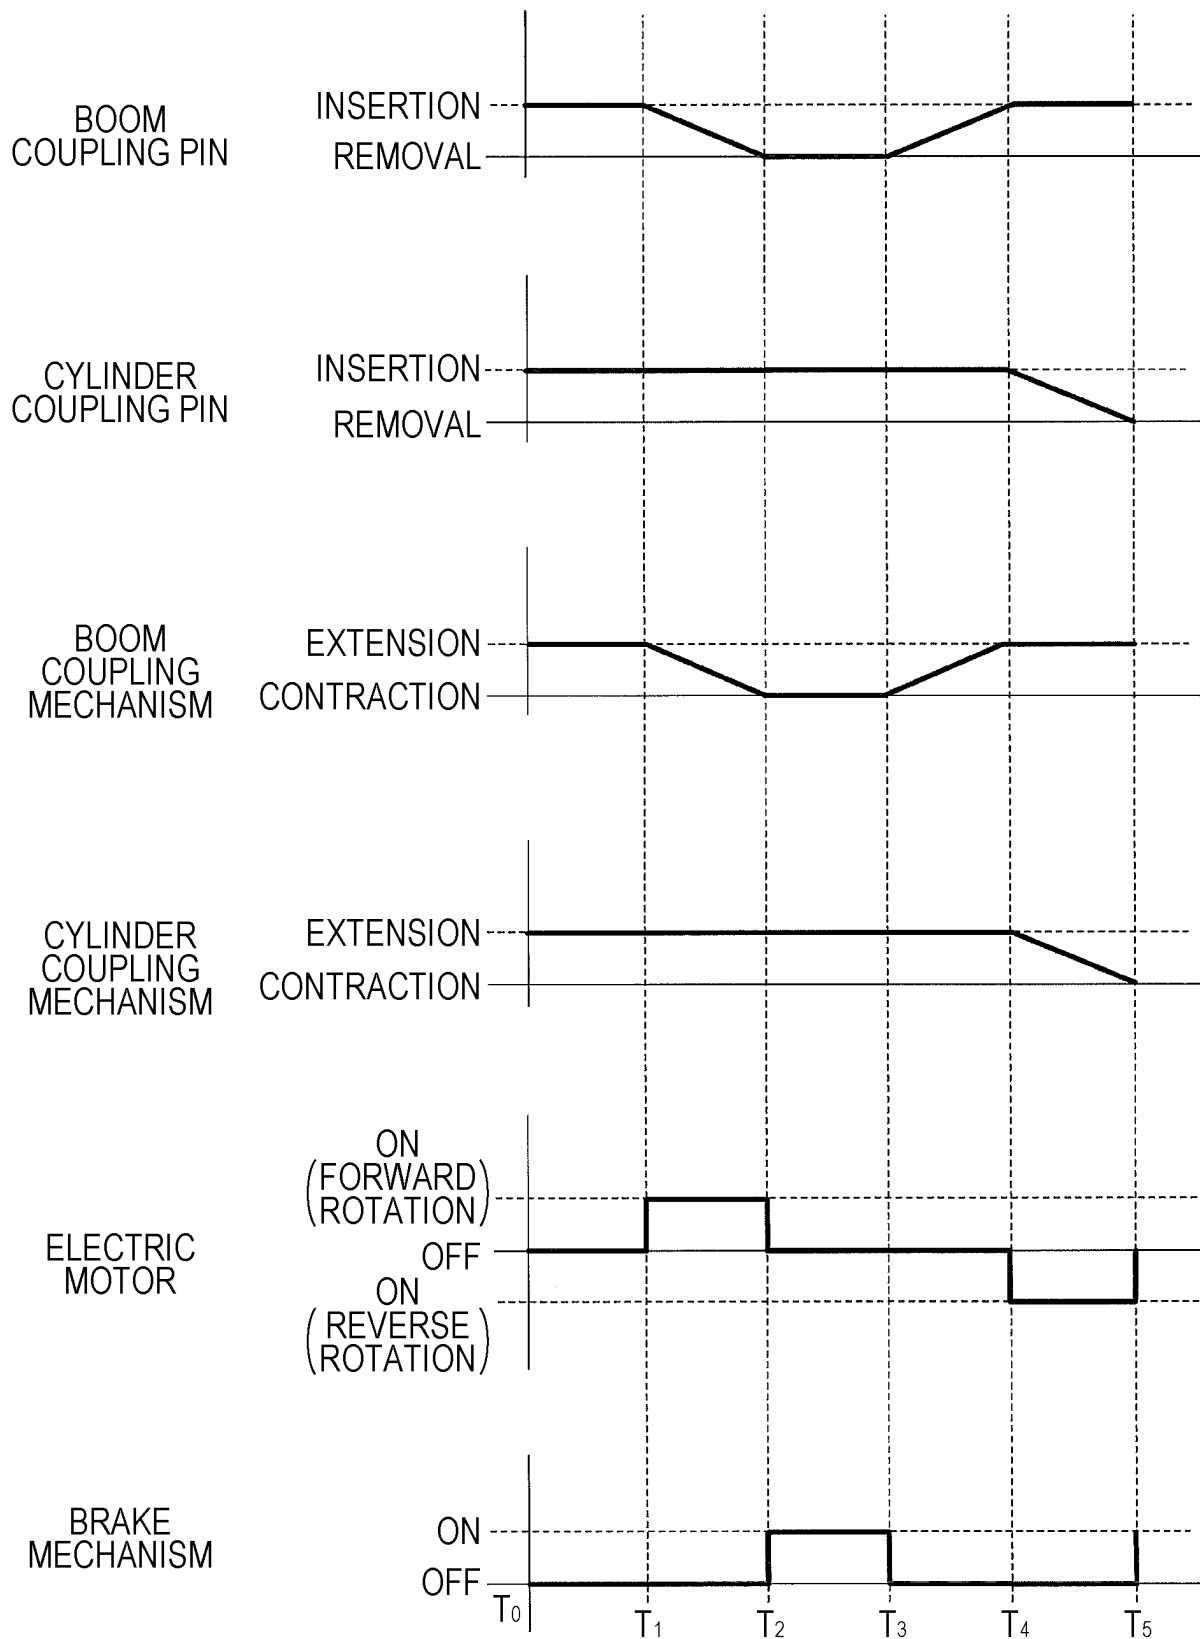 BOOM
COUPLING PIN
INSERTION
REMOVAL
CYLINDER
COUPLING PIN
INSERTION
REMOVAL
BOOM
COUPLING
MECHANISM
EXTENSION
CONTRACTION
CYLINDER
COUPLING
MECHANISM
EXTENSION
CONTRACTION
ELECTRIC
MOTOR
ON
(FORWARD
ROTATION)
OFF
ON
(REVERSE
ROTATION)
BRAKE
MECHANISM
ON
OFF
T0 T1 T2 T3 T4 T5